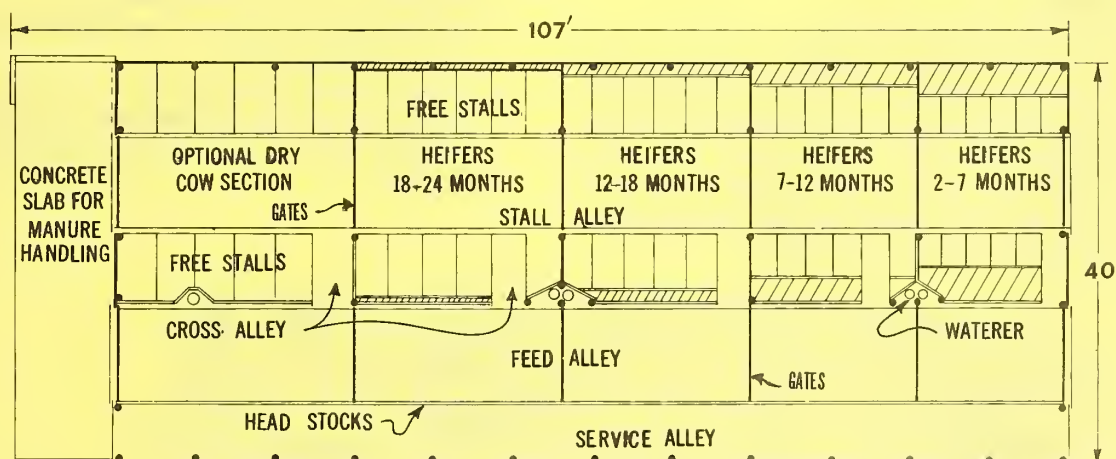 107'
FREE STALLS
CONCRETE
SLAB FOR
MANURE
HANDLING
OPTIONAL DRY
COW SECTION
HEIFERS
18-24 MONTHS
HEIFERS
12-18 MONTHS
HEIFERS
7-12 MONTHS
HEIFERS
2-7 MONTHS
GATES
STALL ALLEY
FREE STALLS
40
CROSS ALLEY
WATERER
FEED ALLEY
GATES
HEAD STOCKS
SERVICE ALLEY